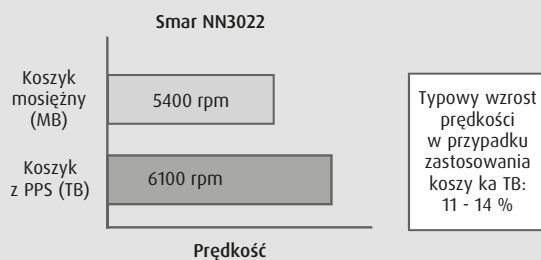 Smar NN3022
Koszyk
mosiężny
(MB)
5400 rpm
Koszyk
z PPS (TB)
6100 rpm
Prędkość
Typowy wzrost
prędkości
w przypadku
zastosowania
koszy ka TB:
11 - 14 %